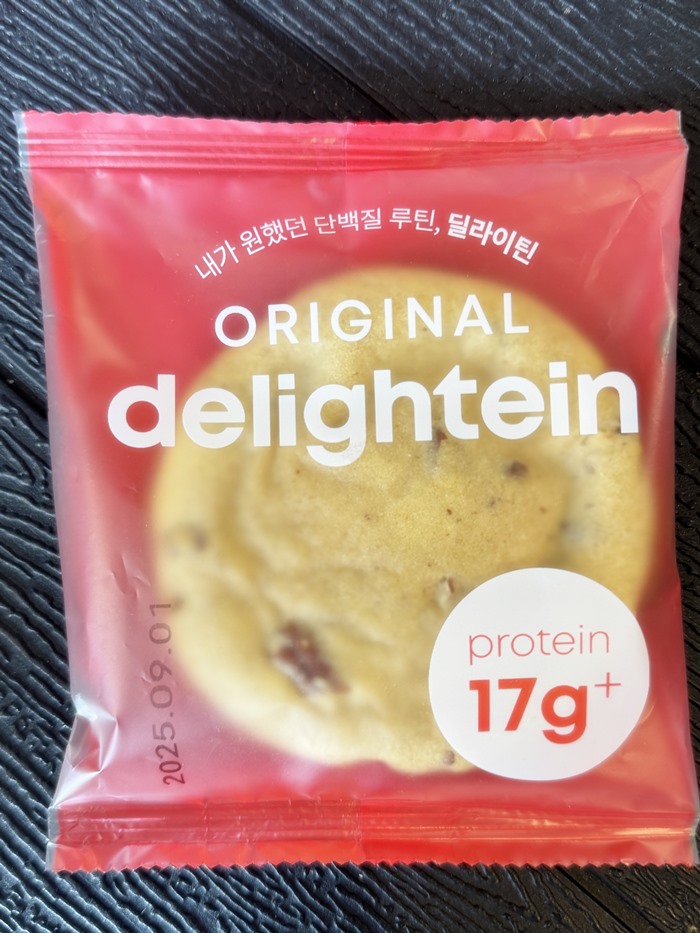 내가 원했던 단백질 루틴, 딜라이틴
ORIGINAL
delightein
protein
17g+
2025.09.01